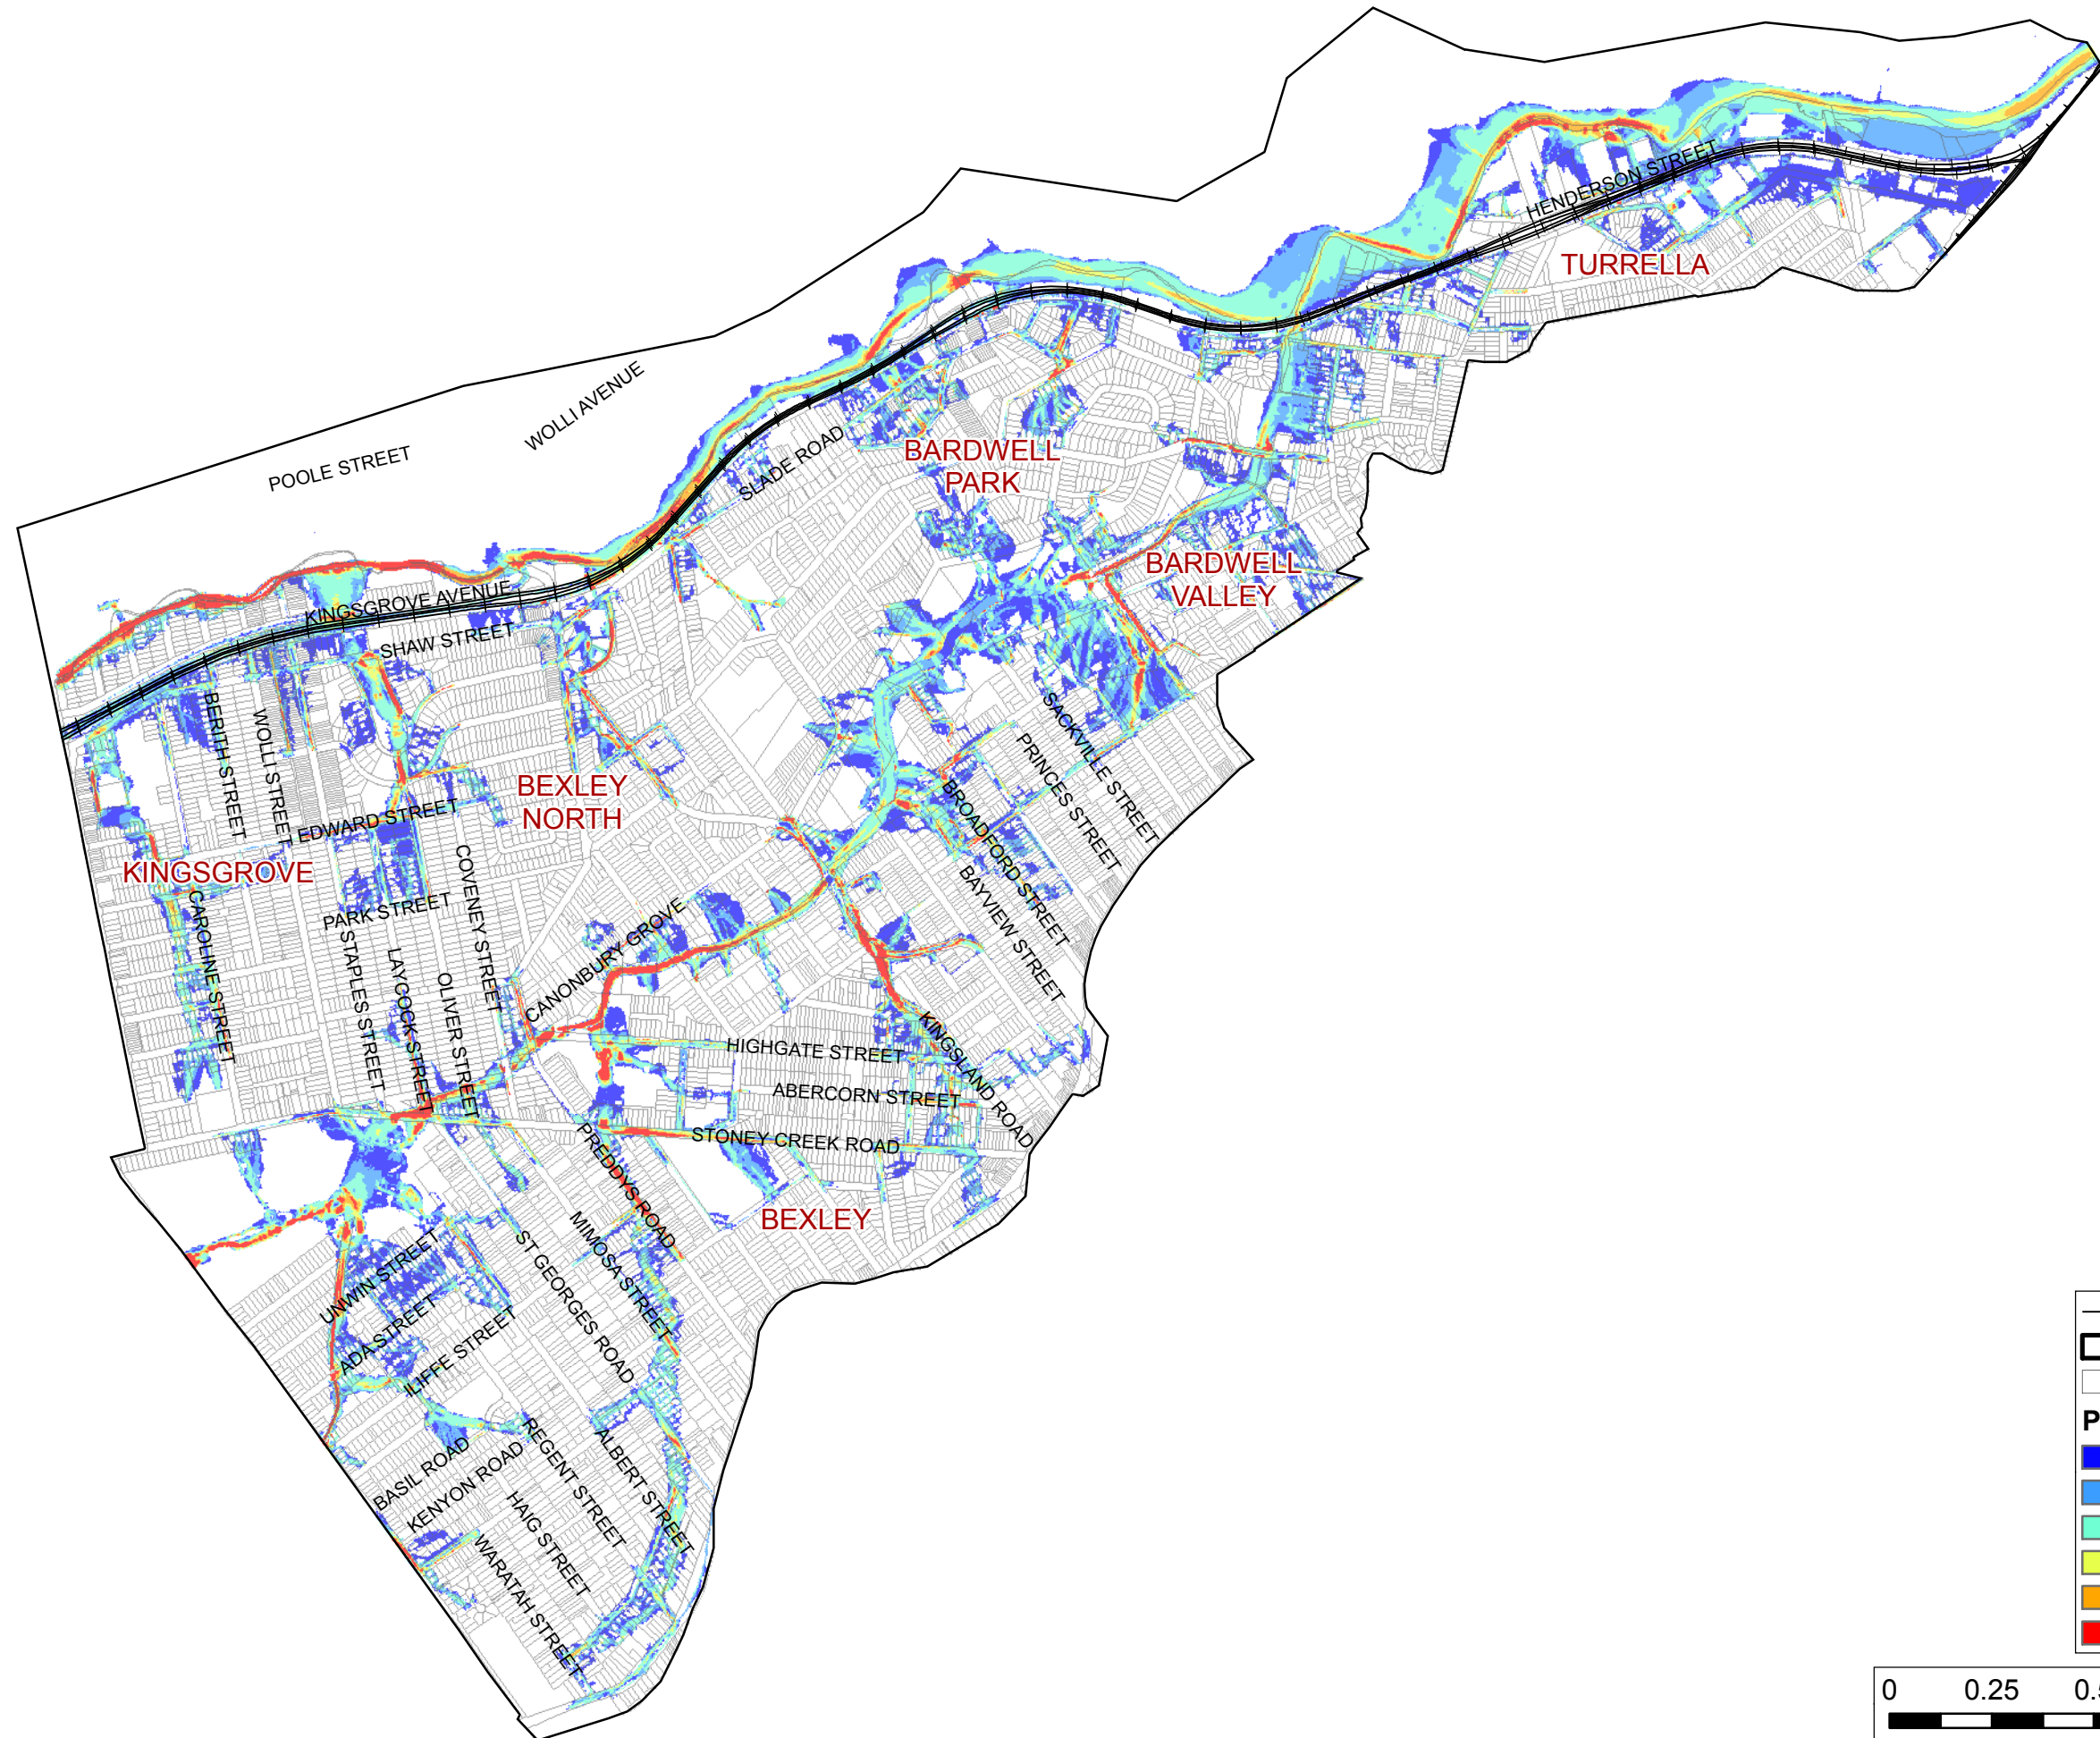 HENDERSON STREET
TURRELLA
WOLLI AVENUE
POOLE STREET
SLADE ROAD
BARDWELL
PARK
BARDWELL
VALLEY
KINGSGROVE AVENUE
SHAW STREET
BERITH STREET
WOLLI STREET
SACKVILLE STREET
PRINCES STREET
BEXLEY
NORTH
EDWARD STREET
BROADFORD STREET
KINGSGROVE
COVENEY STREET
BAYVIEW STREET
PARK STREET
CAROLINE STREET
CANONBURY GROVE
STAPLES STREET
LAYCOCK STREET
OLIVER STREET
KINGSLAND ROAD
HIGHGATE STREET
ABERCORN STREET
STONEY CREEK ROAD
PREDDYS ROAD
BEXLEY
MIMOSA STREET
ST GEORGES ROAD
UNWIN STREET
ADA STREET
ILIFFE STREET
REGENT STREET
ALBERT STREET
BASIL ROAD
KENYON ROAD
HAIG STREET
WARATAH STREET
P
0 0.25